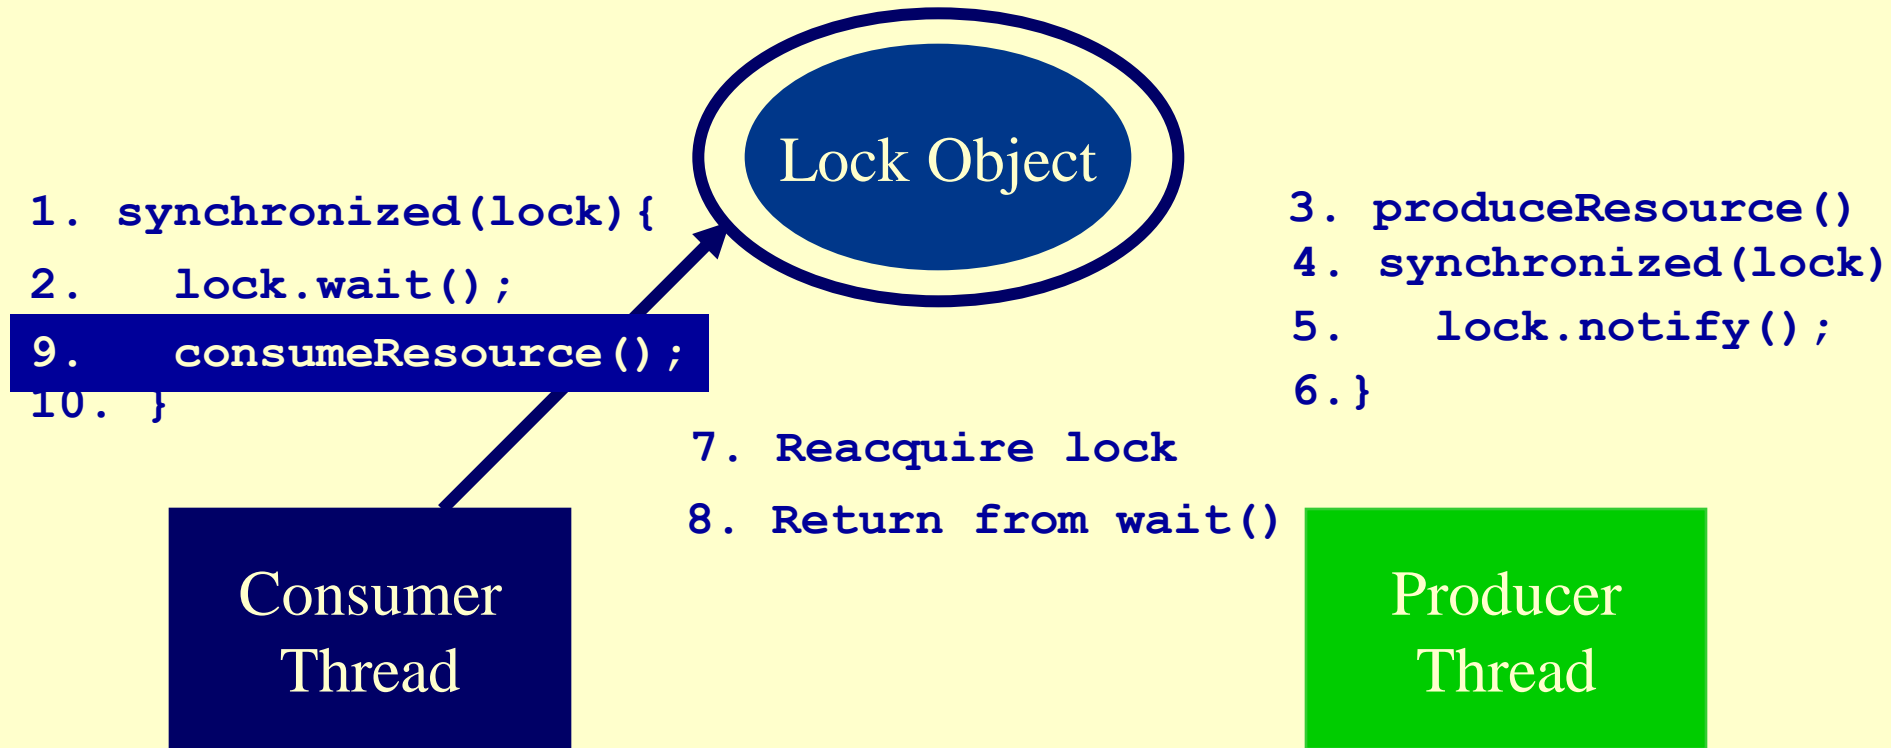 Lock Object
1. synchronized(lock){
2.   lock.wait();
9.   consumeResource();
10. }
3. produceResource()
4. synchronized(lock)
5.   lock.notify();
6.}
7. Reacquire lock
8. Return from wait()
Consumer
Thread
Producer
Thread